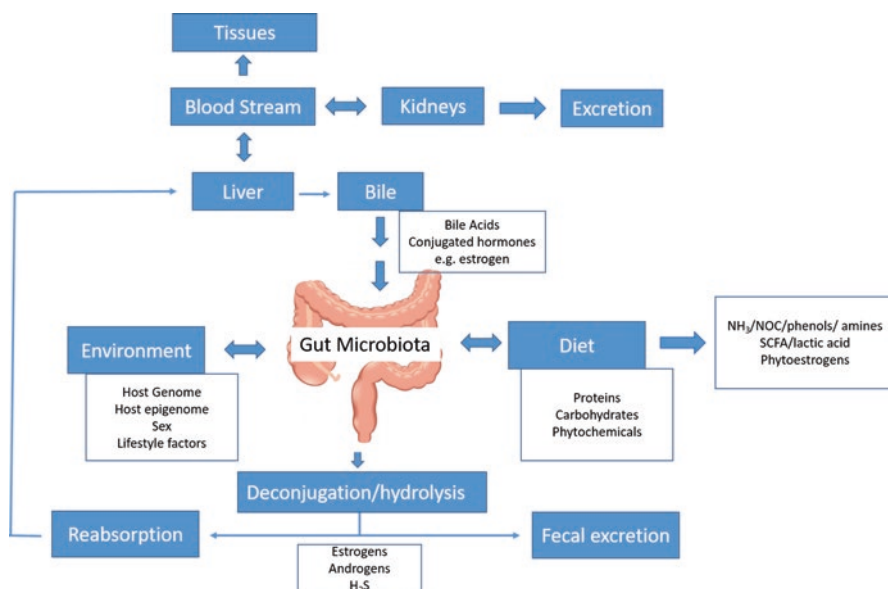 Tissues
Blood Stream
Kidneys
Excretion
Liver
Bile
Bile Acids
Conjugated hormones
e.g. estrogen
Gut Microbiota
Environment
Host Genome
Host epigenome
Sex
Lifestyle factors
Diet
Proteins
Carbohydrates
Phytochemicals
NH₃/NOC/phenols/ amines
SCFA/lactic acid
Phytoestrogens
Deconjugation/hydrolysis
Reabsorption
Fecal excretion
Estrogens
Androgens
H₂S